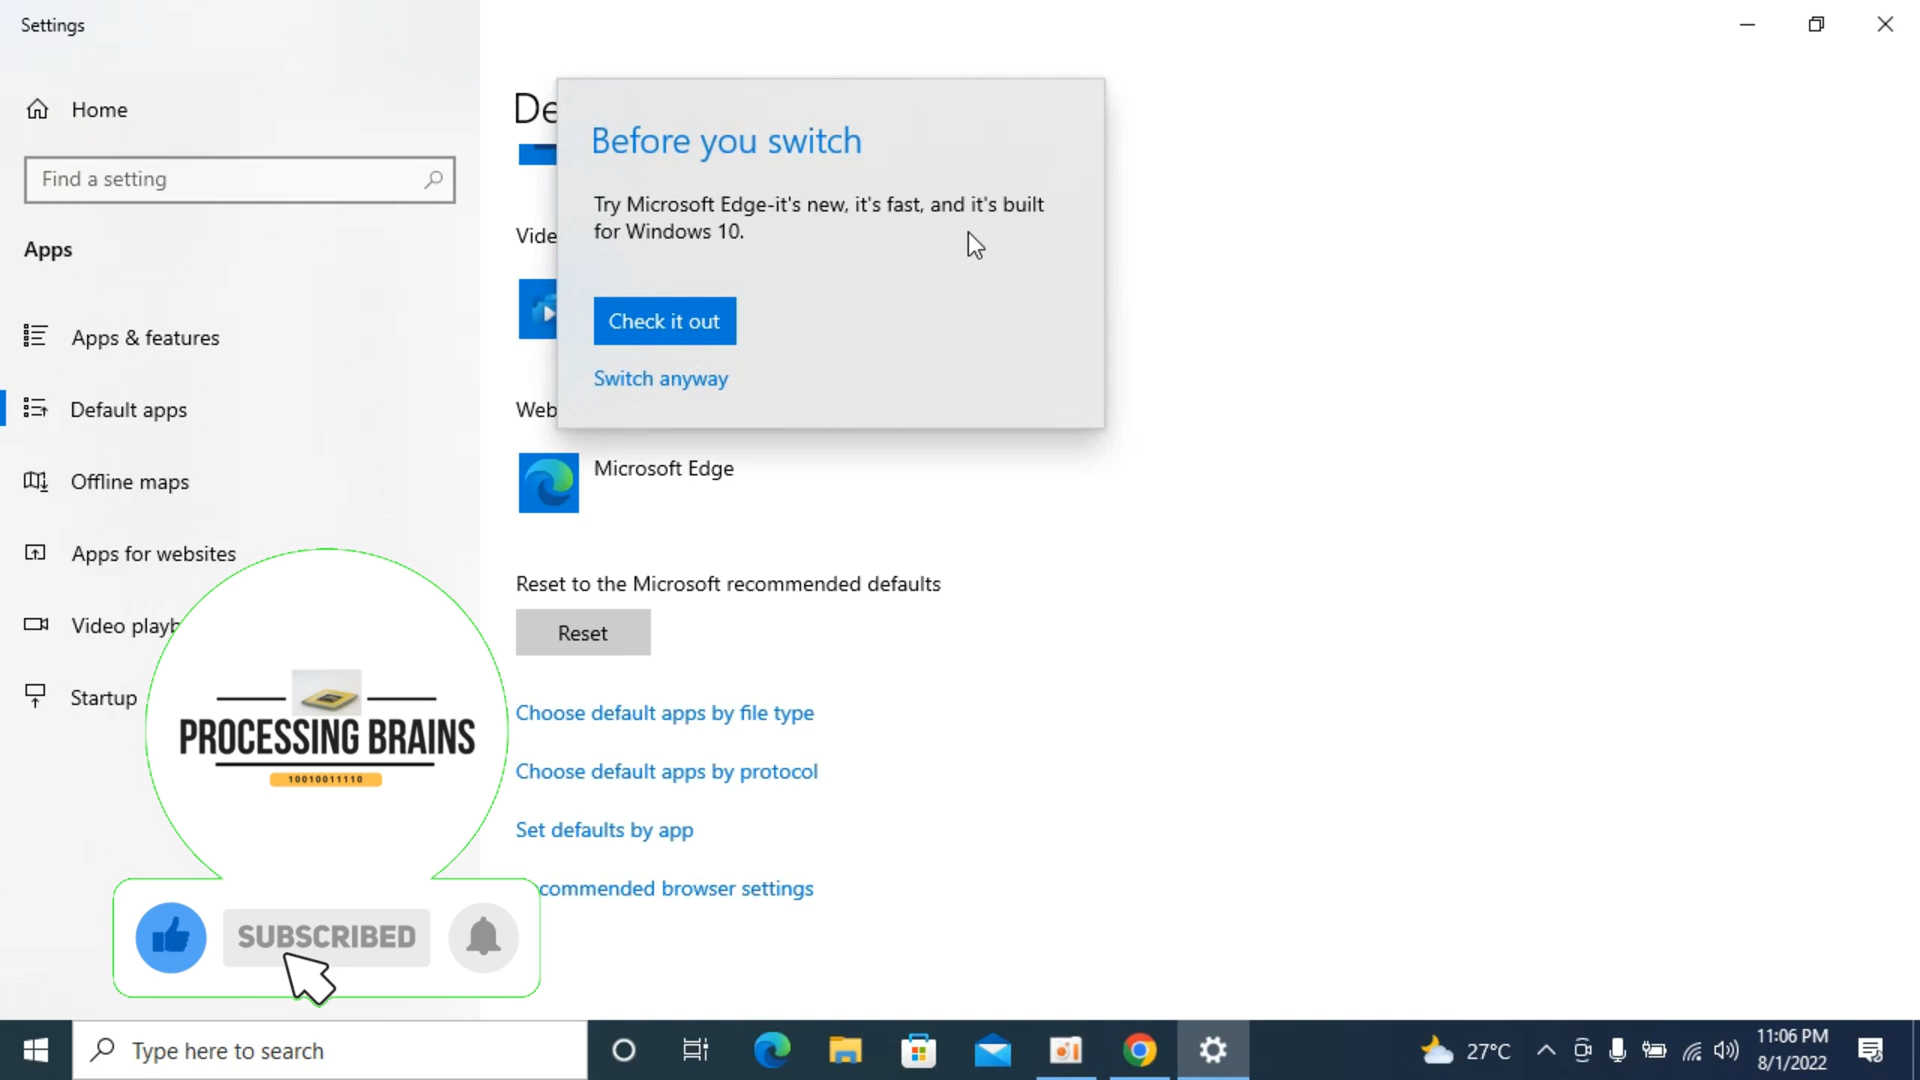 Settings
Home
Find a setting
Apps
Apps & features
Default apps
Offline maps
Apps for websites
Video playb
Startup
De
Before you switch
Try Microsoft Edge-it's new, it's fast, and it's built
for Windows 10.
Check it out
Switch anyway
Vide
Web
Microsoft Edge
Reset to the Microsoft recommended defaults
Reset
Choose default apps by file type
Choose default apps by protocol
Set defaults by app
commended browser settings
PROCESSING BRAINS
10010011110
SUBSCRIBED
Type here to search
27°C
11:06 PM
8/1/2022